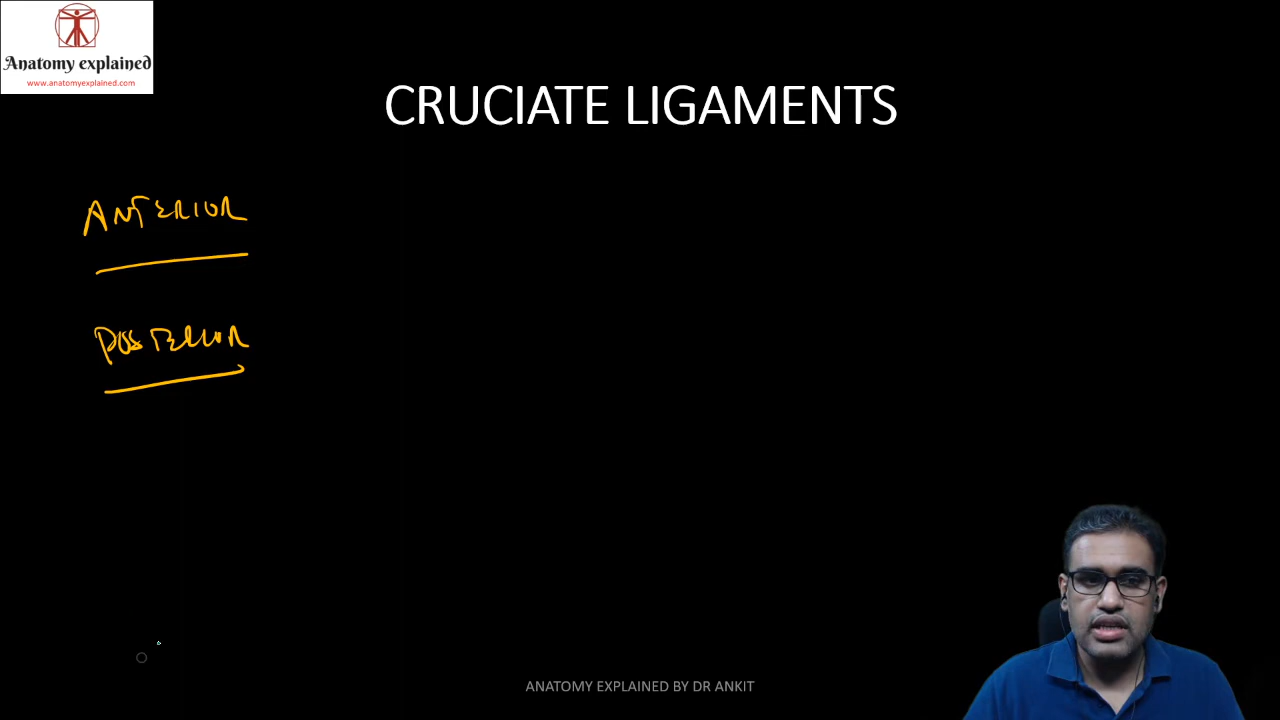 Anatomy explained
www.anatomyexplained.com
CRUCIATE LIGAMENTS
ANTERIOR
POSTERIOR
ANATOMY EXPLAINED BY DR ANKIT